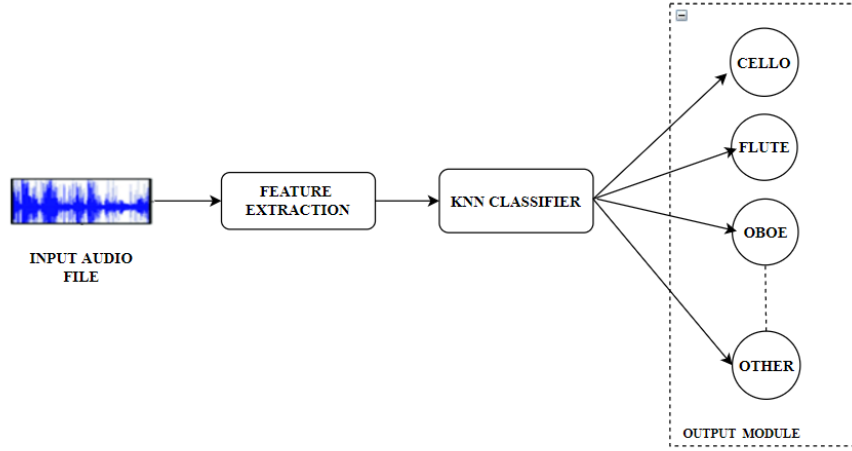 INPUT AUDIO
FILE
FEATURE
EXTRACTION
KNN CLASSIFIER
CELLO
FLUTE
OBOE
OTHER
OUTPUT MODULE